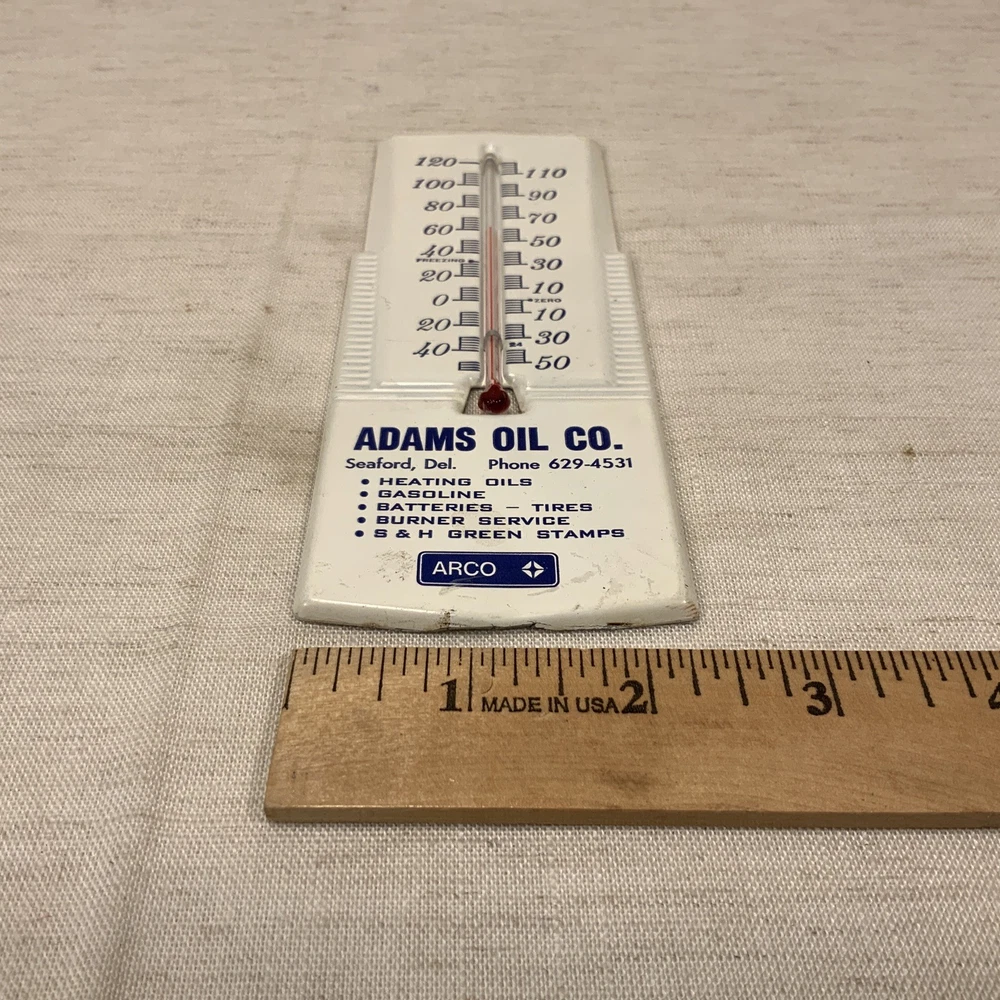 120 110
100 90
80 70
60 50
40 30
FREEZING
20 10
0 ZERO
10
20 30
40 24
50
ADAMS OIL CO.
Seaford, Del. Phone 629-4531
• HEATING OILS
• GASOLINE
• BATTERIES – TIRES
• BURNER SERVICE
• S & H GREEN STAMPS
ARCO
1 MADE IN USA 2 3 4